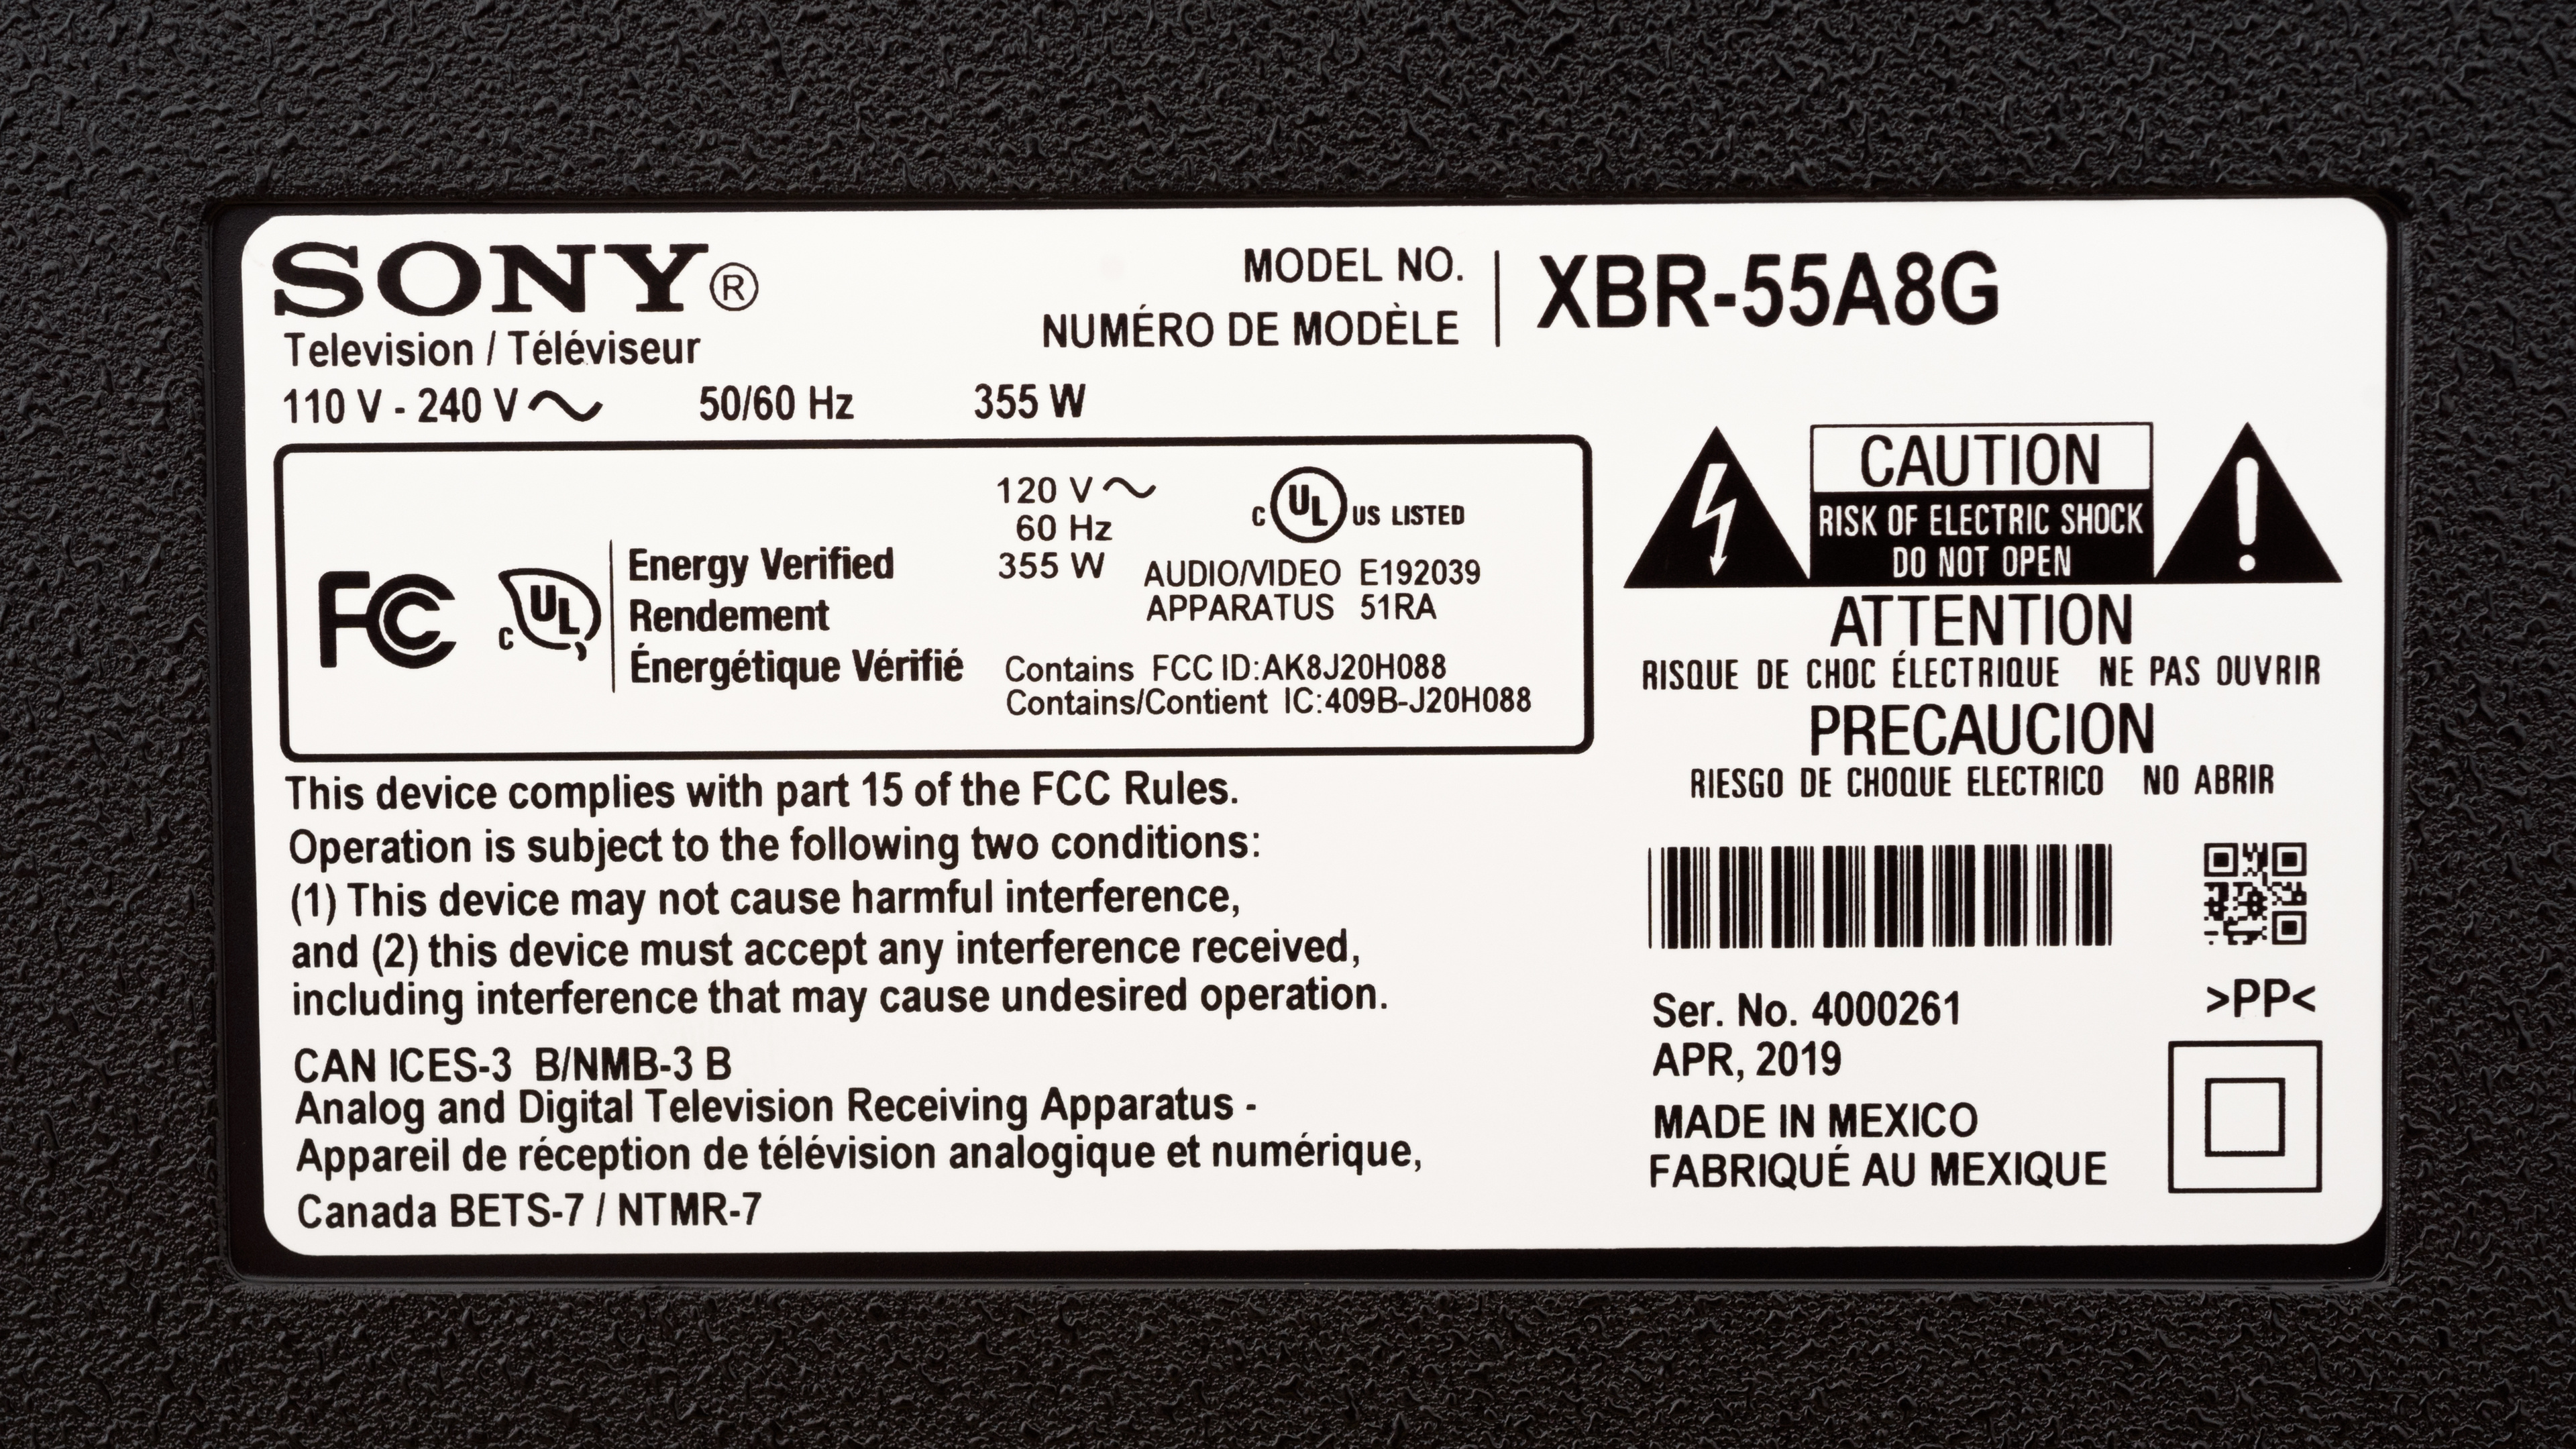 SONY®
Television / Téléviseur
110 V - 240 V~ 50/60 Hz 355 W
MODEL NO.
NUMÉRO DE MODÈLE
XBR-55A8G
FC
C UL
Energy Verified
Rendement
Énergétique Vérifié
120 V~
60 Hz
355 W
C UL US LISTED
AUDIO/VIDEO E192039
APPARATUS 51RA
Contains FCC ID:AK8J20H088
Contains/Contient IC:409B-J20H088
This device complies with part 15 of the FCC Rules.
Operation is subject to the following two conditions:
(1) This device may not cause harmful interference,
and (2) this device must accept any interference received,
including interference that may cause undesired operation.
CAN ICES-3 B/NMB-3 B
Analog and Digital Television Receiving Apparatus -
Appareil de réception de télévision analogique et numérique,
Canada BETS-7 / NTMR-7
CAUTION
RISK OF ELECTRIC SHOCK
DO NOT OPEN
ATTENTION
RISQUE DE CHOC ÉLECTRIQUE NE PAS OUVRIR
PRECAUCION
RIESGO DE CHOQUE ELECTRICO NO ABRIR
>PP<
Ser. No. 4000261
APR, 2019
MADE IN MEXICO
FABRIQUÉ AU MEXIQUE